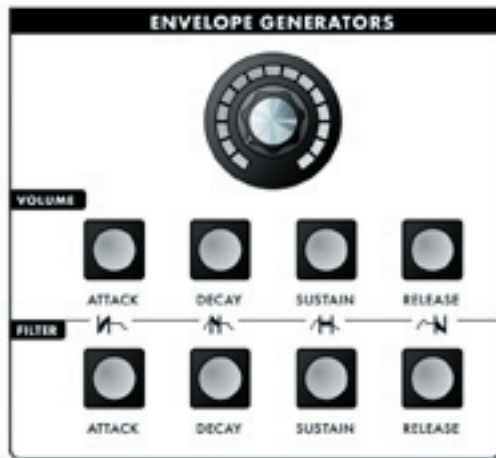 ENVELOPE GENERATORS
VOLUME
ATTACK DECAY SUSTAIN RELEASE
FILTER
ATTACK DECAY SUSTAIN RELEASE